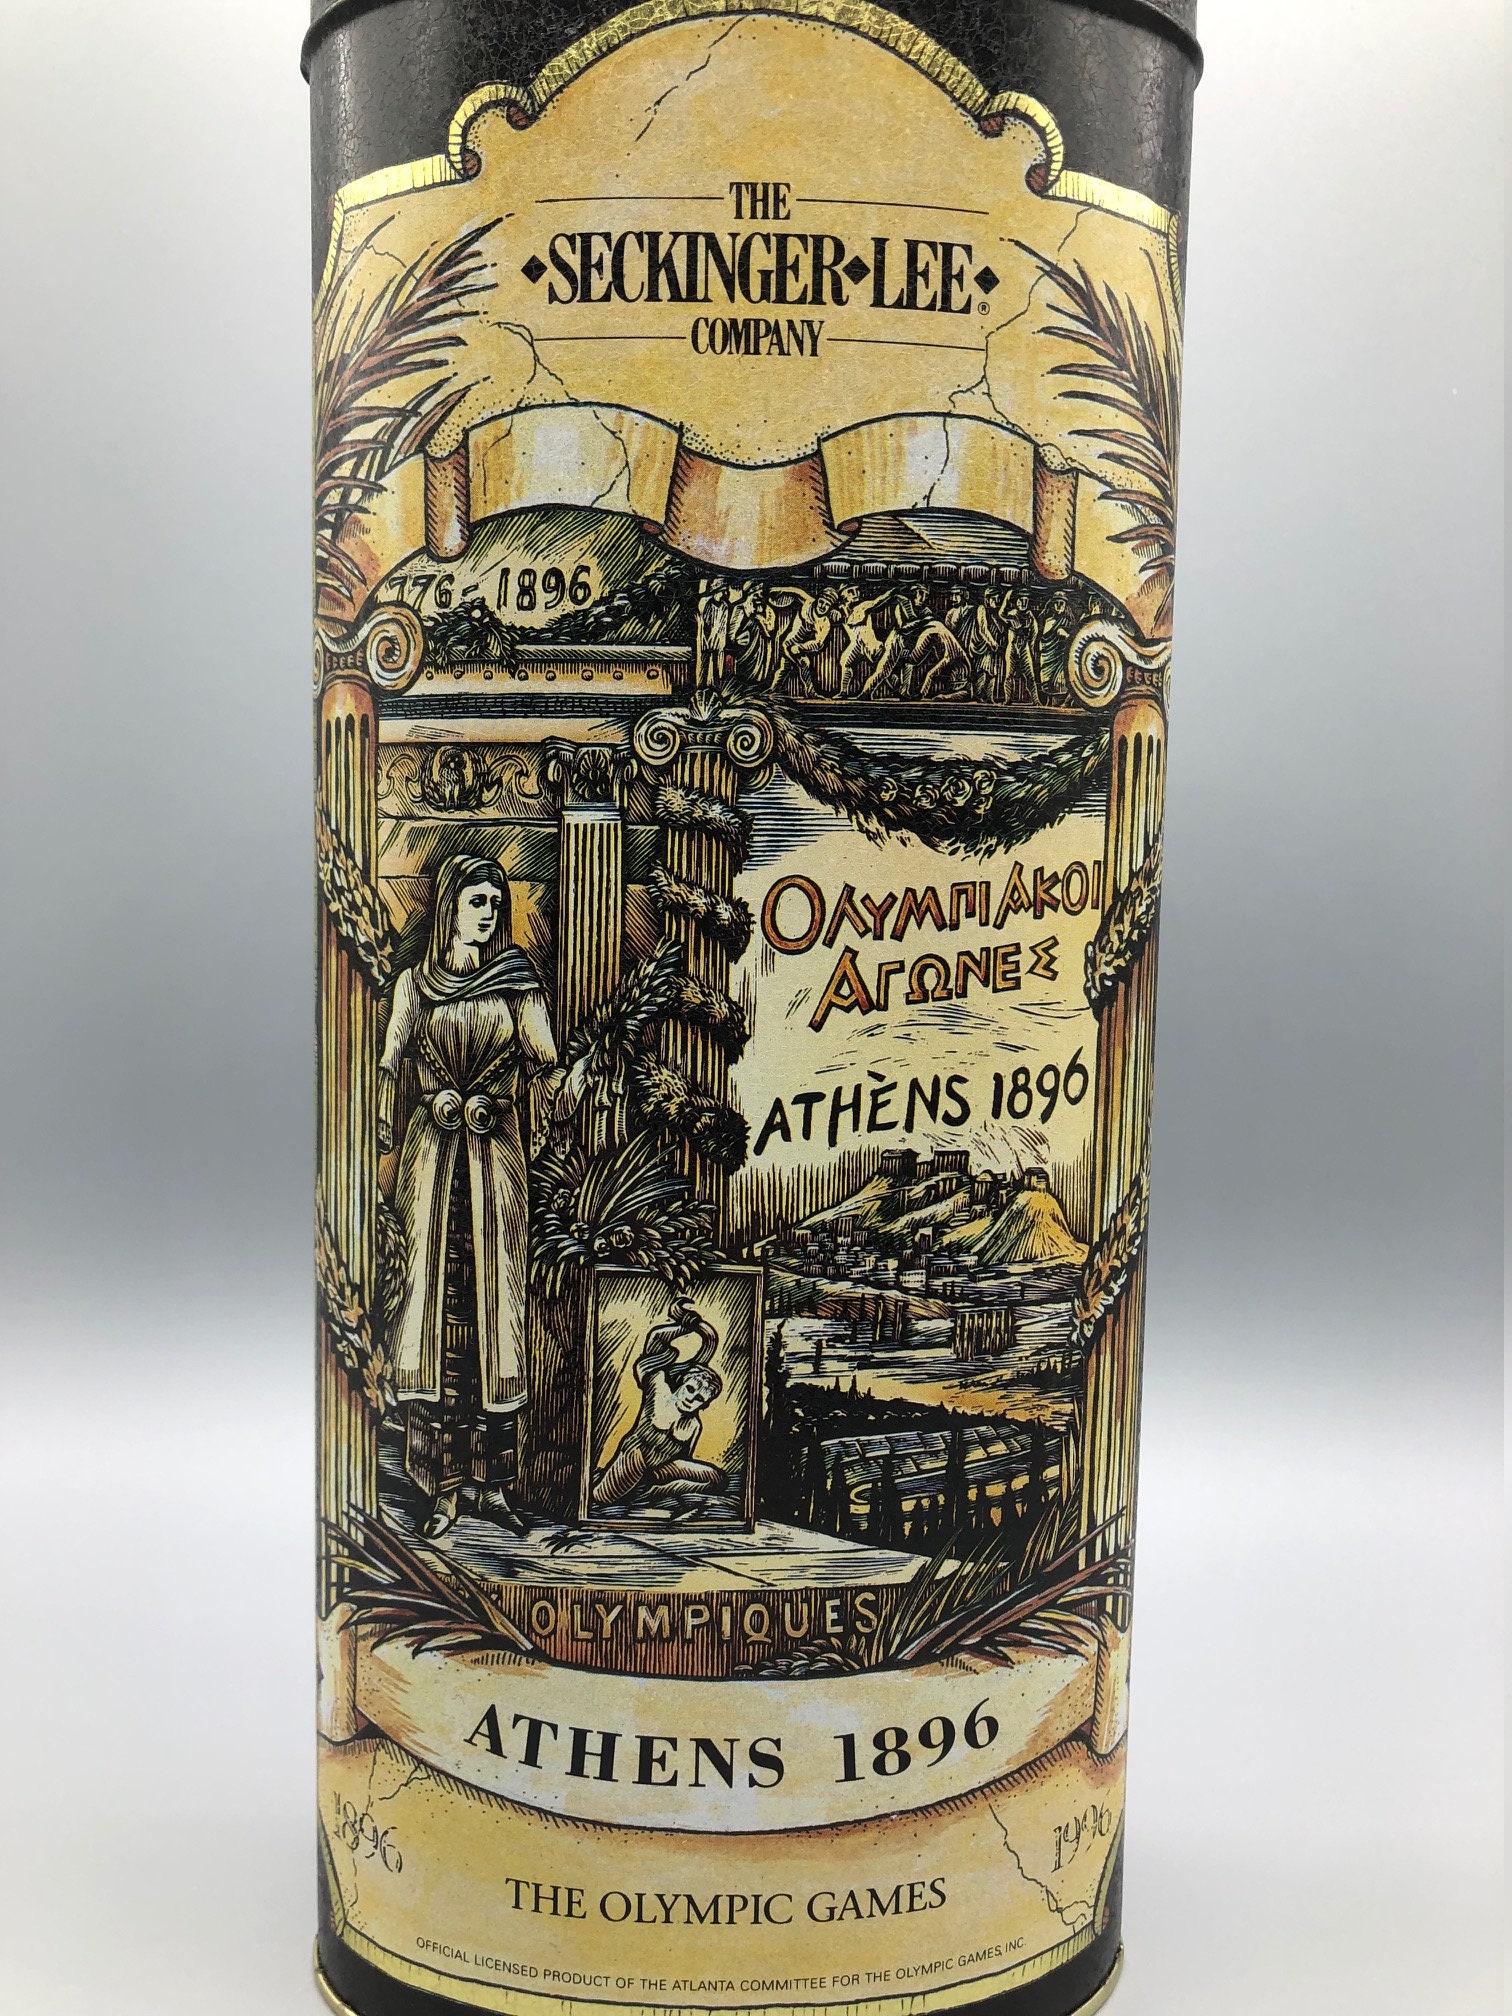 THE
SECKINGER◆LEE®
COMPANY
776-1896
ΟΛΥΜΠΙΑΚΟΙ
ΑΓΩΝΕΣ
ATHÈNS 1896
OLYMPIQUES
ATHENS 1896
1896
1996
THE OLYMPIC GAMES
OFFICIAL LICENSED PRODUCT OF THE ATLANTA COMMITTEE FOR THE OLYMPIC GAMES, INC.